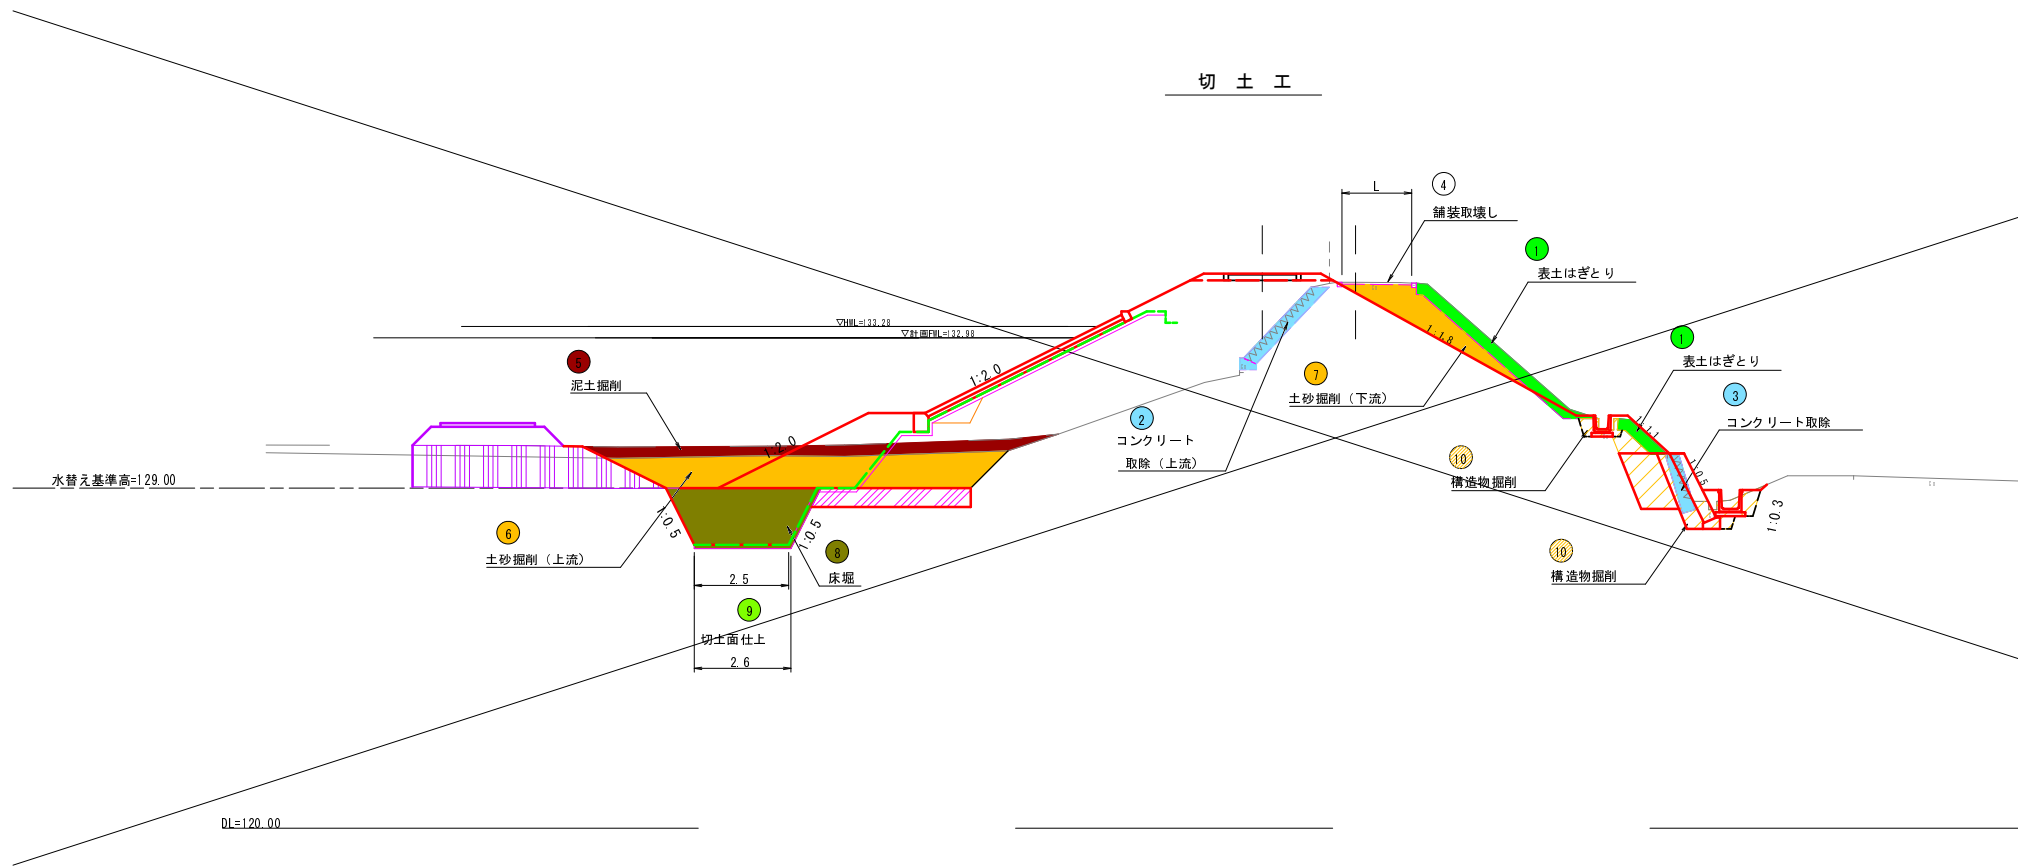 切 土 工
L
4
舗装取壊し
1
表土はぎとり
▽HWL=133.28
▽計画FWL=132.98
1:1.8
1
表土はぎとり
5
泥土掘削
1:2.0
7
土砂掘削（下流）
3
コンクリート取除
2
コンクリート
取除（上流）
1:1.1
1:2.0
10
構造物掘削
1:0.5
水替え基準高=129.00
1:0.5
1:0.5
1:0.3
6
土砂掘削（上流）
8
床堀
10
構造物掘削
2.5
9
切土面仕上
2.6
DL=120.00